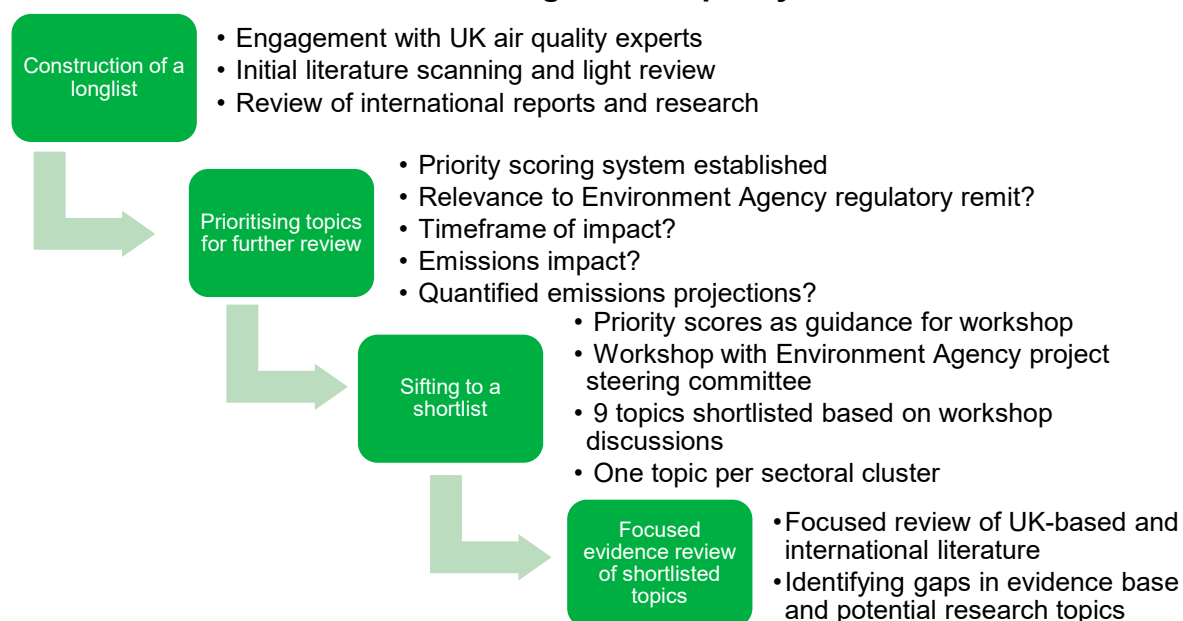 Construction of a
longlist
• Engagement with UK air quality experts
• Initial literature scanning and light review
• Review of international reports and research
Prioritising topics
for further review
• Priority scoring system established
• Relevance to Environment Agency regulatory remit?
• Timeframe of impact?
• Emissions impact?
• Quantified emissions projections?
Sifting to a
shortlist
• Priority scores as guidance for workshop
• Workshop with Environment Agency project
steering committee
• 9 topics shortlisted based on workshop
discussions
• One topic per sectoral cluster
Focused
evidence review
of shortlisted
topics
•Focused review of UK-based and
international literature
•Identifying gaps in evidence base
and potential research topics